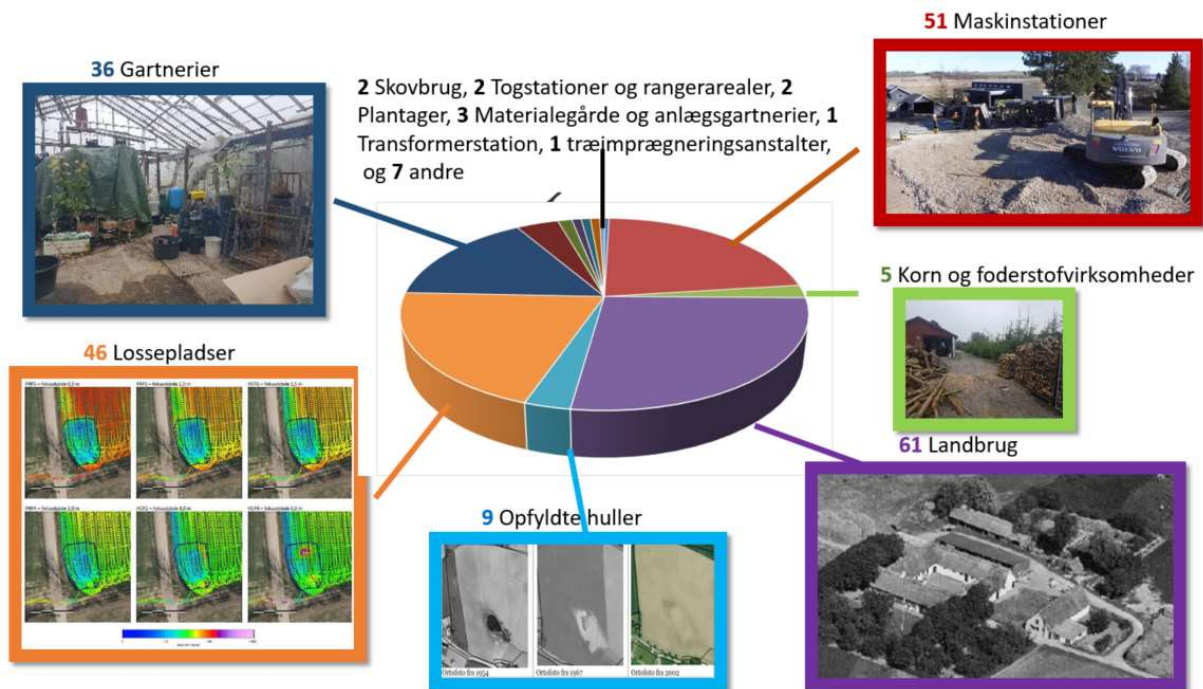 51 Maskinstationer
36 Gartnerier
2 Skovbrug, 2 Togstationer og rangerarealer, 2
Plantager, 3 Materialegårde og anlægsgartnerier, 1
Transformerstation, 1 træimprægneringsanstalter,
og 7 andre
5 Korn og foderstofvirksomheder
46 Lossepladser
61 Landbrug
9 Opfyldte huller
Ortofoto fra 1954
Ortofoto fra 1967
Ortofoto fra 2002
VOLVO